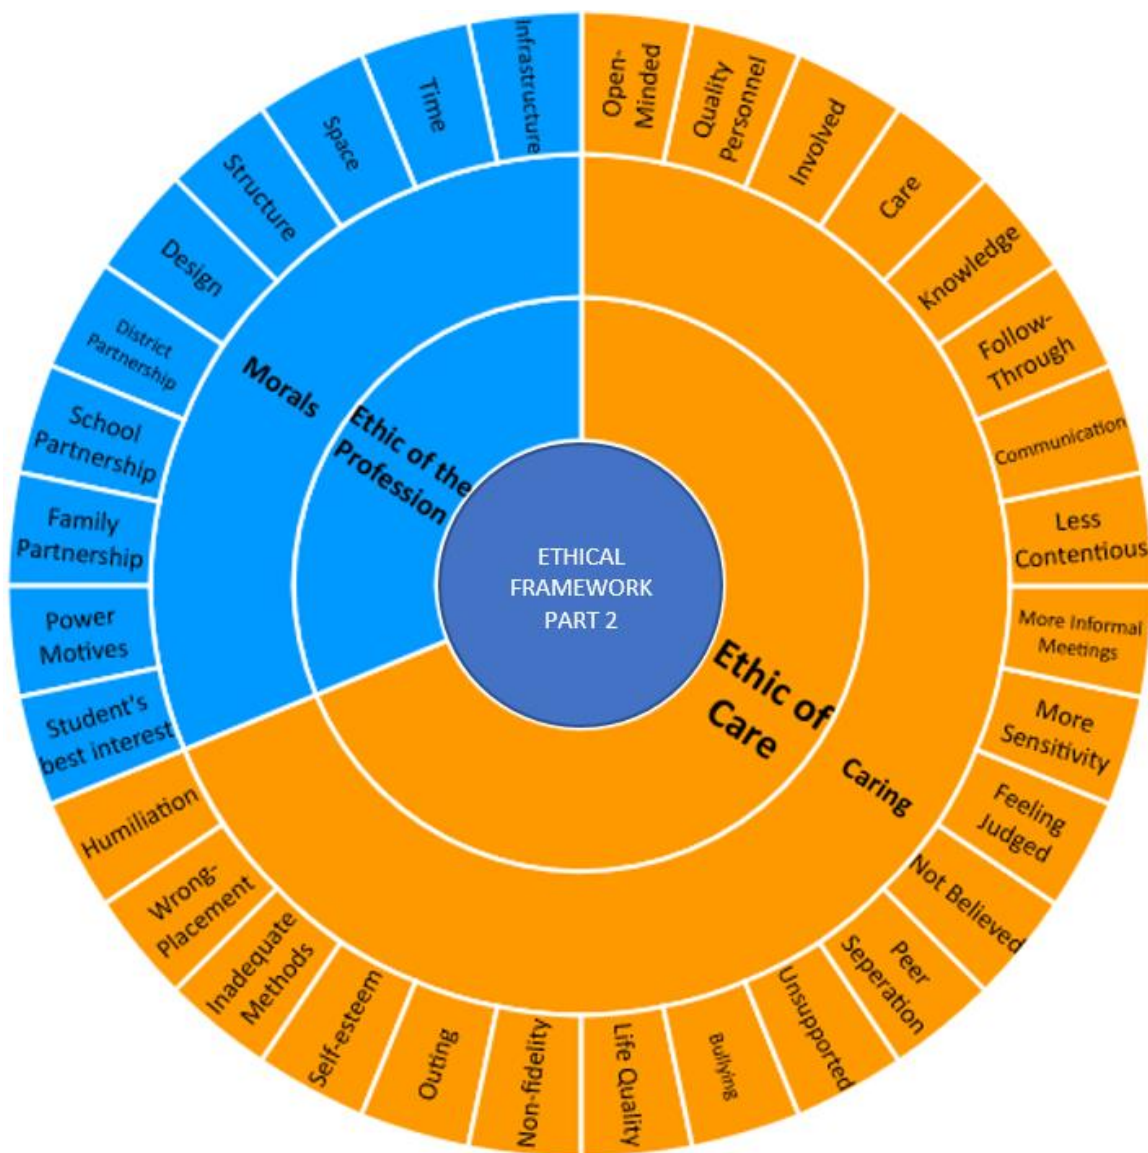 ETHICAL
FRAMEWORK
PART 2
Ethic of
Care
Caring
Open-
Minded
Quality
Personnel
Involved
Care
Knowledge
Follow-
Through
Communication
Less
Contentious
More Informal
Meetings
More
Sensitivity
Feeling
Judged
Not Believed
Peer
Seperation
Unsupported
Bullying
Life Quality
Non-fidelity
Outing
Self-esteem
Inadequate
Methods
Wrong-
Placement
Humiliation
Ethic of the
Profession
Morals
Student's
best interest
Power
Motives
Family
Partnership
School
Partnership
District
Partnership
Design
Structure
Space
Time
Infrastructure